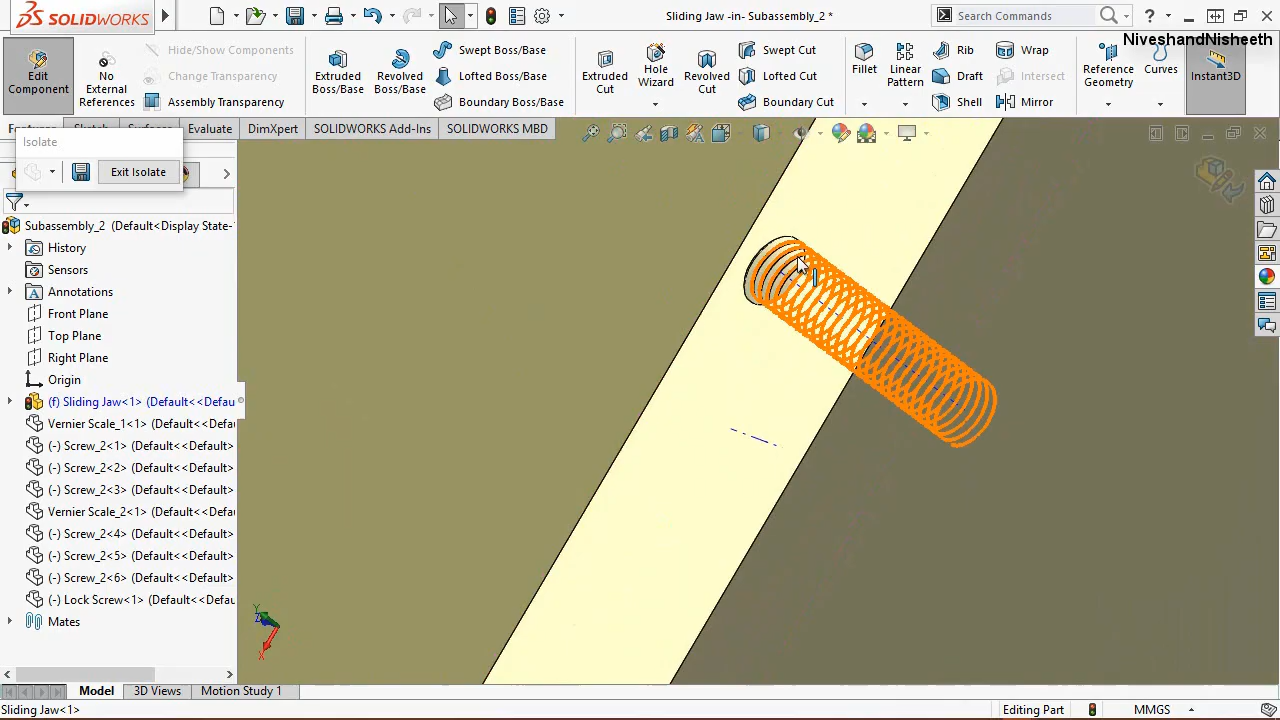 SOLIDWORKS
Sliding Jaw -in- Subassembly_2 *
Search Commands
NiveshandNisheeth
Edit Component
No External References
Hide/Show Components
Change Transparency
Assembly Transparency
Extruded Boss/Base
Revolved Boss/Base
Swept Boss/Base
Lofted Boss/Base
Boundary Boss/Base
Extruded Cut
Hole Wizard
Revolved Cut
Swept Cut
Lofted Cut
Boundary Cut
Fillet
Linear Pattern
Rib
Draft
Shell
Wrap
Intersect
Mirror
Reference Geometry
Curves
Instant3D
Evaluate
DimXpert
SOLIDWORKS Add-Ins
SOLIDWORKS MBD
Isolate
Exit Isolate
Subassembly_2 (Default<Display State-
History
Sensors
Annotations
Front Plane
Top Plane
Right Plane
Origin
(f) Sliding Jaw<1> (Default<<Defau
Vernier Scale_1<1> (Default<<Def
(-) Screw_2<1> (Default<<Default>
(-) Screw_2<2> (Default<<Default>
(-) Screw_2<3> (Default<<Default>
Vernier Scale_2<1> (Default<<Def
(-) Screw_2<4> (Default<<Default>
(-) Screw_2<5> (Default<<Default>
(-) Screw_2<6> (Default<<Default>
(-) Lock Screw<1> (Default<<Defau
Mates
Y
X
Model
3D Views
Motion Study 1
Sliding Jaw<1>
Editing Part
MMGS